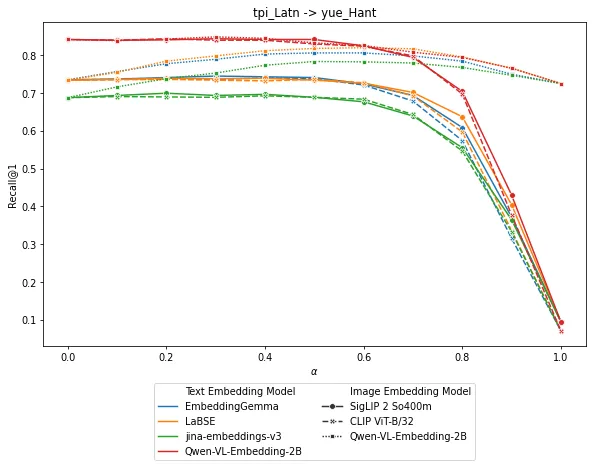 tpi_Latn -> yue_Hant
Recall@1
0.8
0.7
0.6
0.5
0.4
0.3
0.2
0.1
0.0
0.2
0.4
0.6
0.8
1.0
α
Text Embedding Model
EmbeddingGemma
LaBSE
jina-embeddings-v3
Qwen-VL-Embedding-2B
Image Embedding Model
SigLIP 2 So400m
CLIP ViT-B/32
Qwen-VL-Embedding-2B